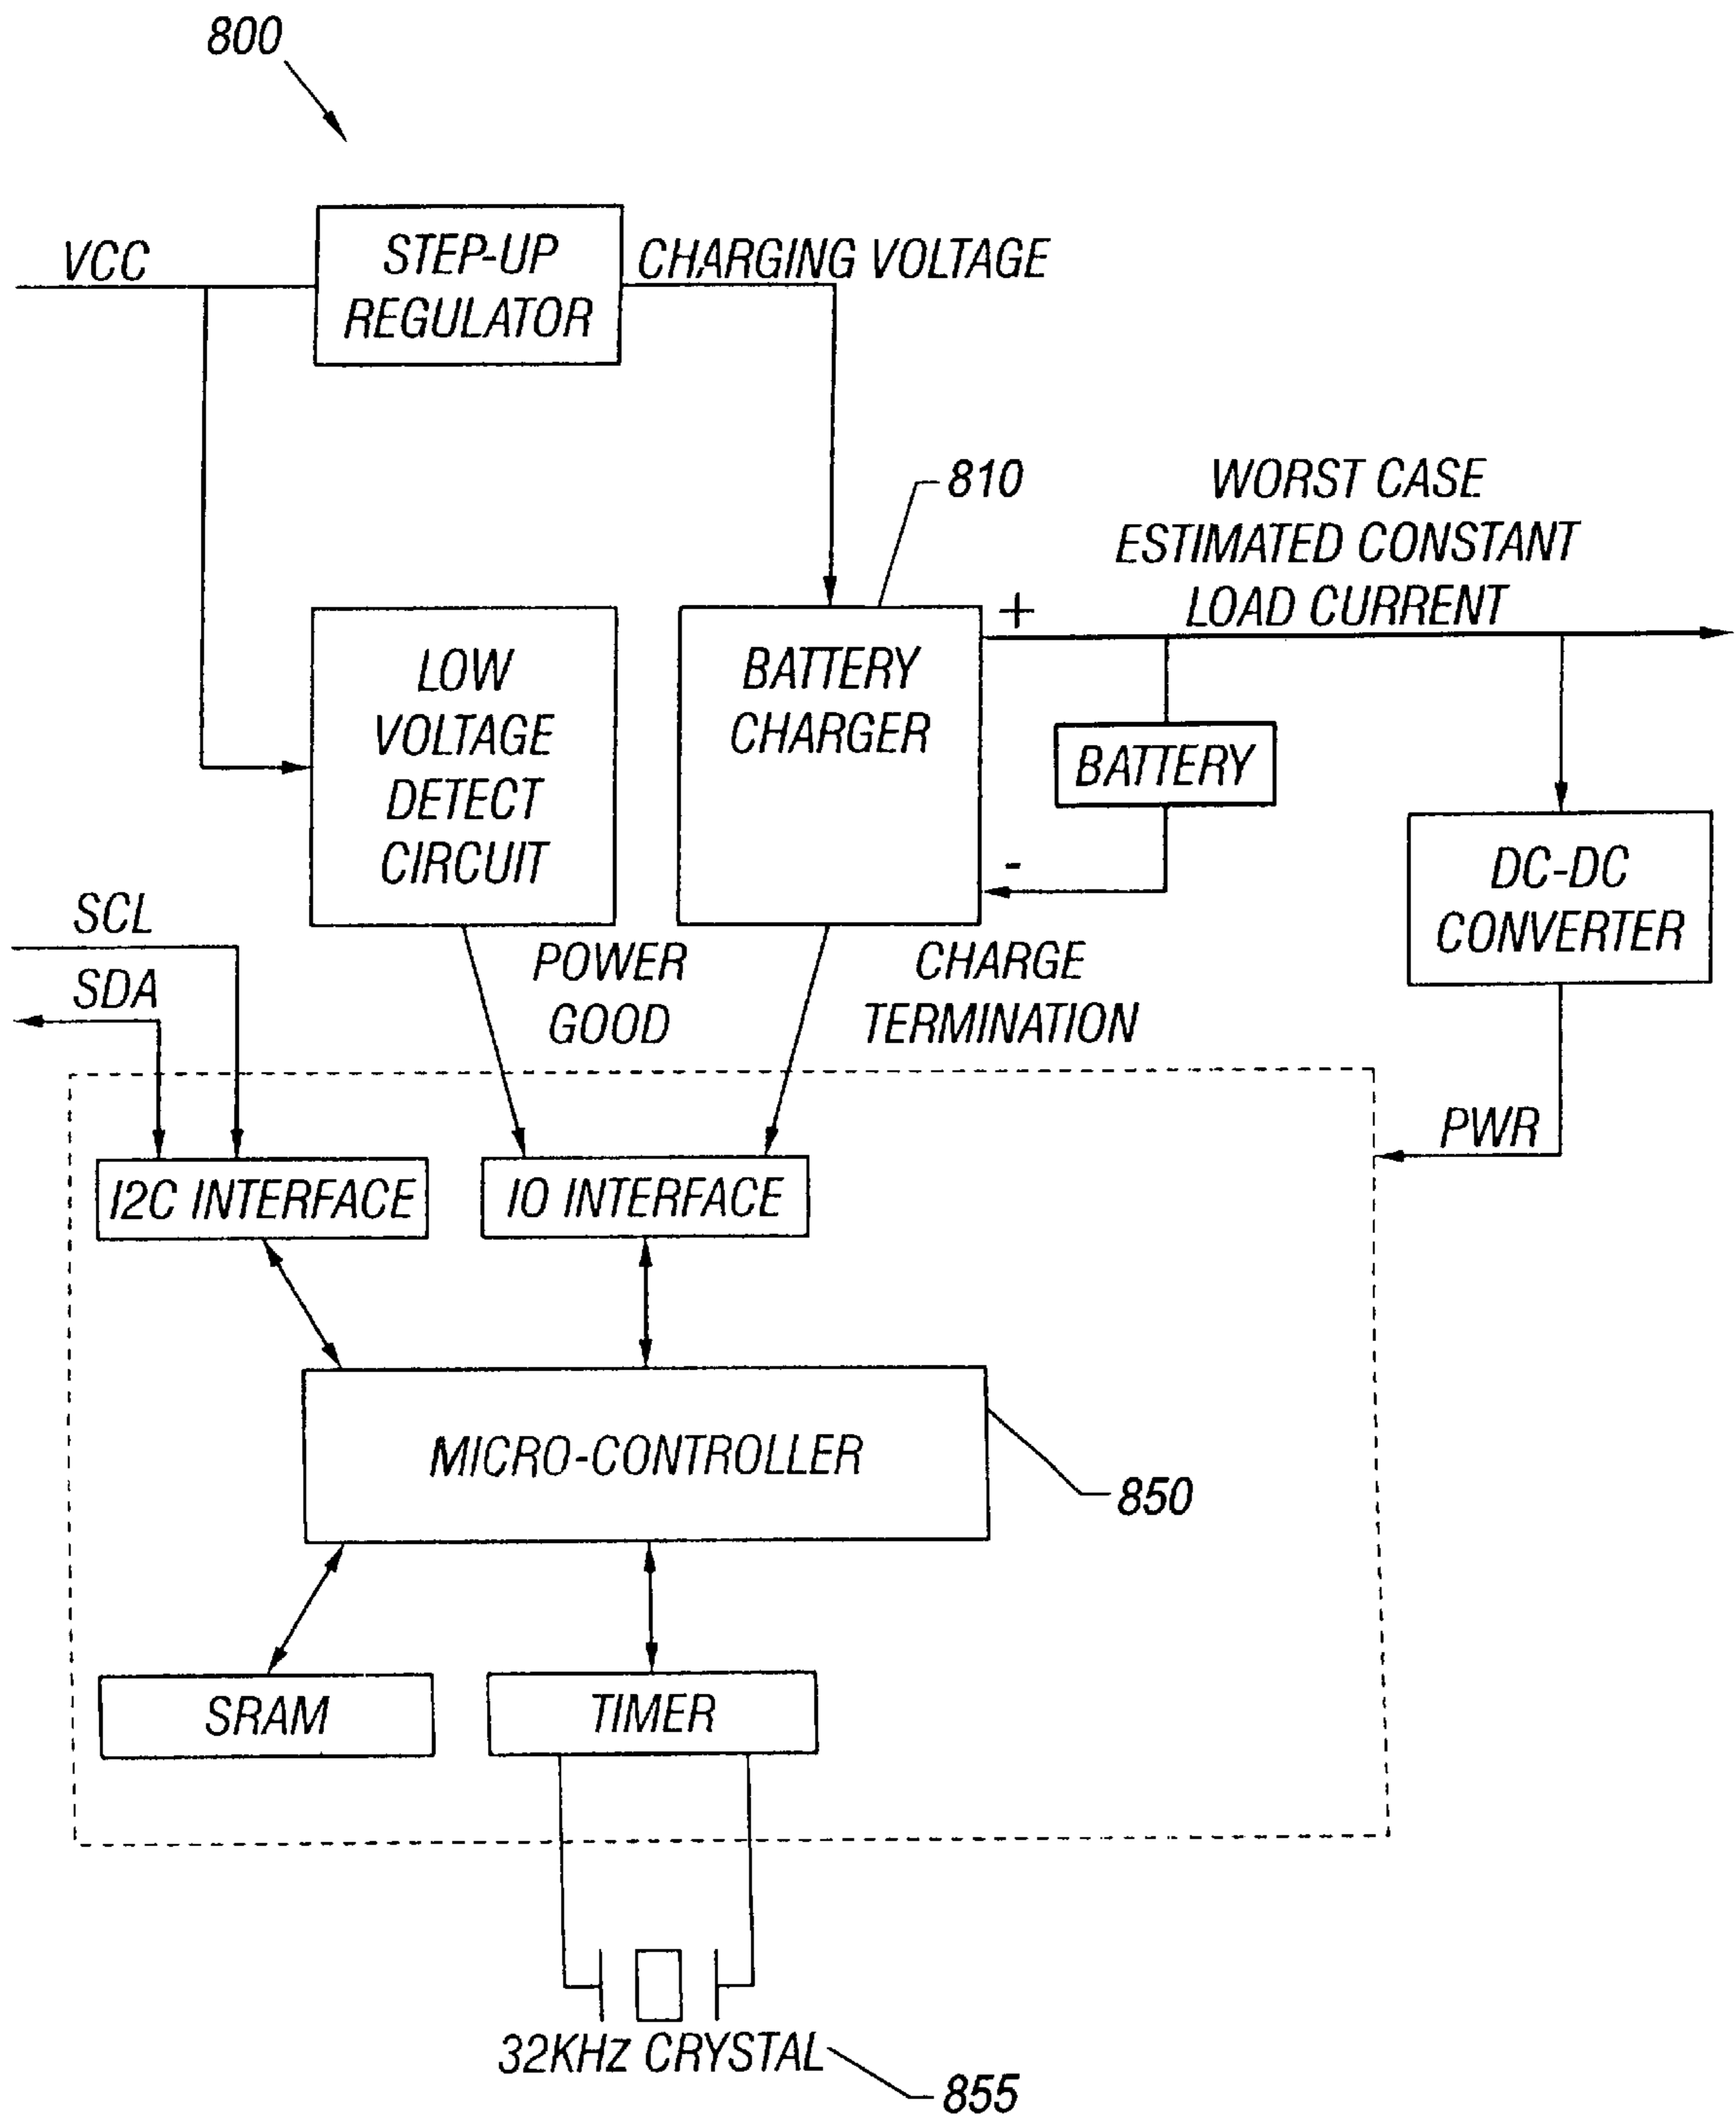 800
VCC
STEP-UP
REGULATOR
CHARGING VOLTAGE
810
WORST CASE
ESTIMATED CONSTANT
LOAD CURRENT
+
LOW
VOLTAGE
DETECT
CIRCUIT
BATTERY
CHARGER
BATTERY
-
DC-DC
CONVERTER
SCL
SDA
POWER
GOOD
CHARGE
TERMINATION
PWR
I2C INTERFACE
IO INTERFACE
MICRO-CONTROLLER
850
SRAM
TIMER
32KHz CRYSTAL
855